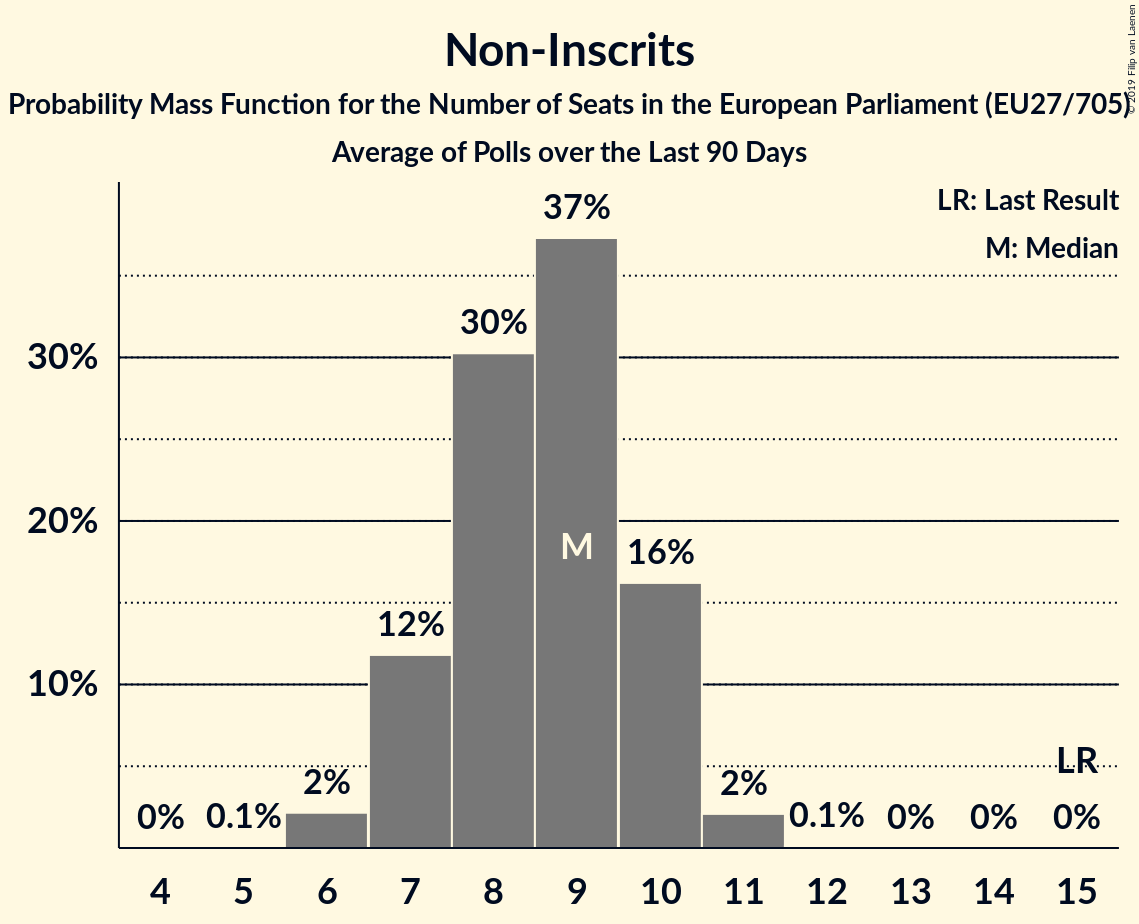 Non-Inscrits
Probability Mass Function for the Number of Seats in the European Parliament (EU27/705)
Average of Polls over the Last 90 Days
© 2019 Filip van Laenen
LR: Last Result
M: Median
37%
30%
30%
20%
M
16%
12%
10%
LR
2%
2%
0%
0.1%
0.1%
0%
0%
0%
4 5 6 7 8 9 10 11 12 13 14 15